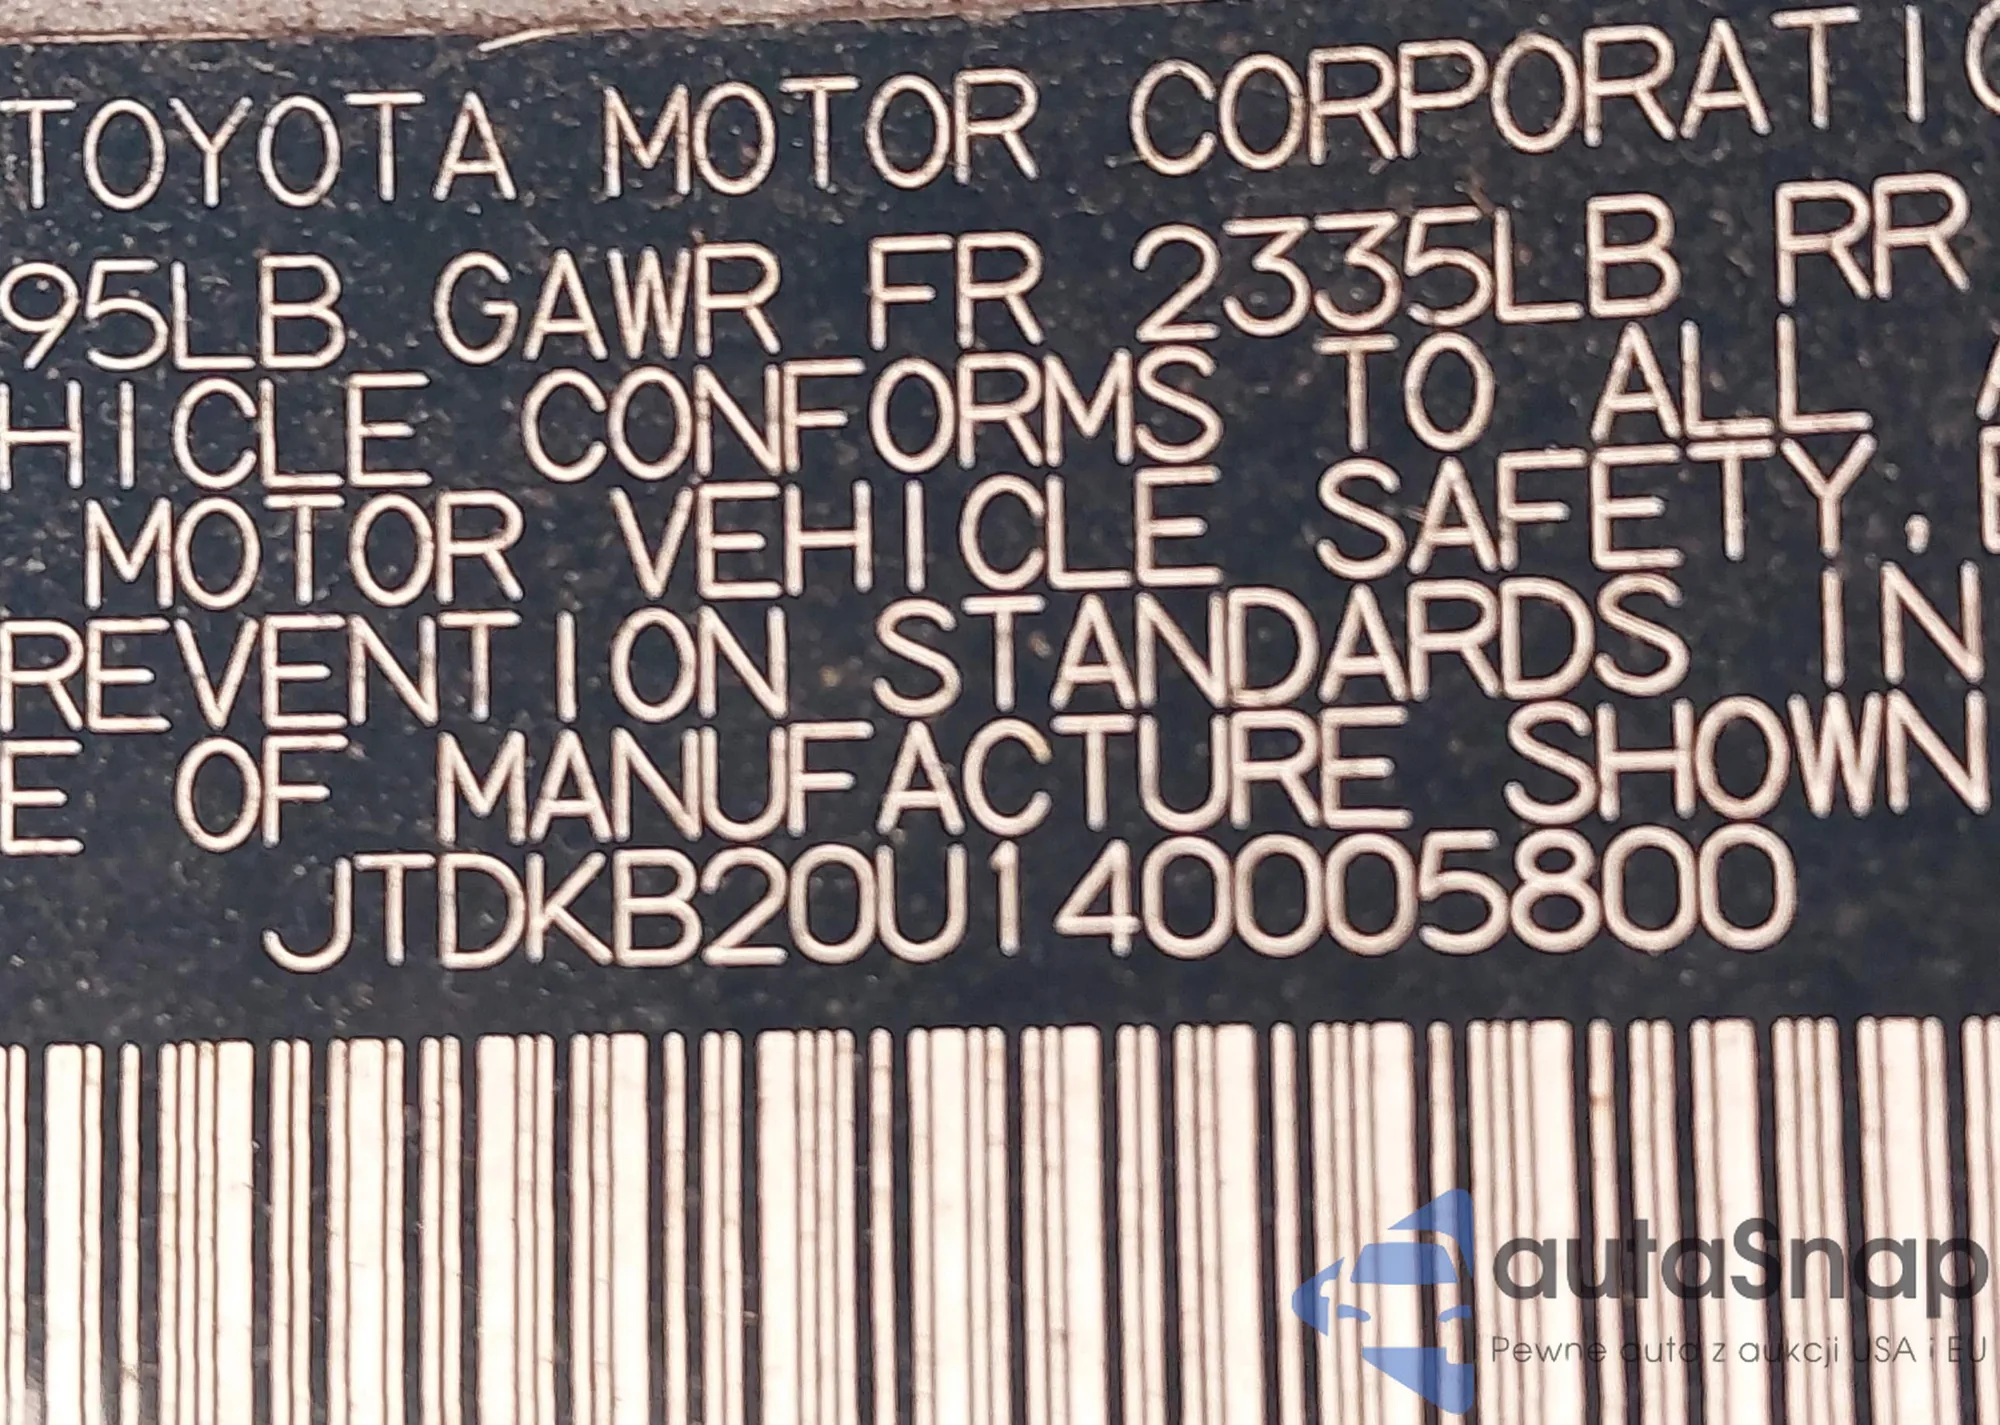 TOYOTA MOTOR CORPORATIO
95LB GAWR FR 2335LB RR
HICLE CONFORMS TO ALL A
MOTOR VEHICLE SAFETY,
REVENTION STANDARDS IN
E OF MANUFACTURE SHOWN
JTDKB20U140005800
autaSnap
Pewne auta z aukcji USA i EU